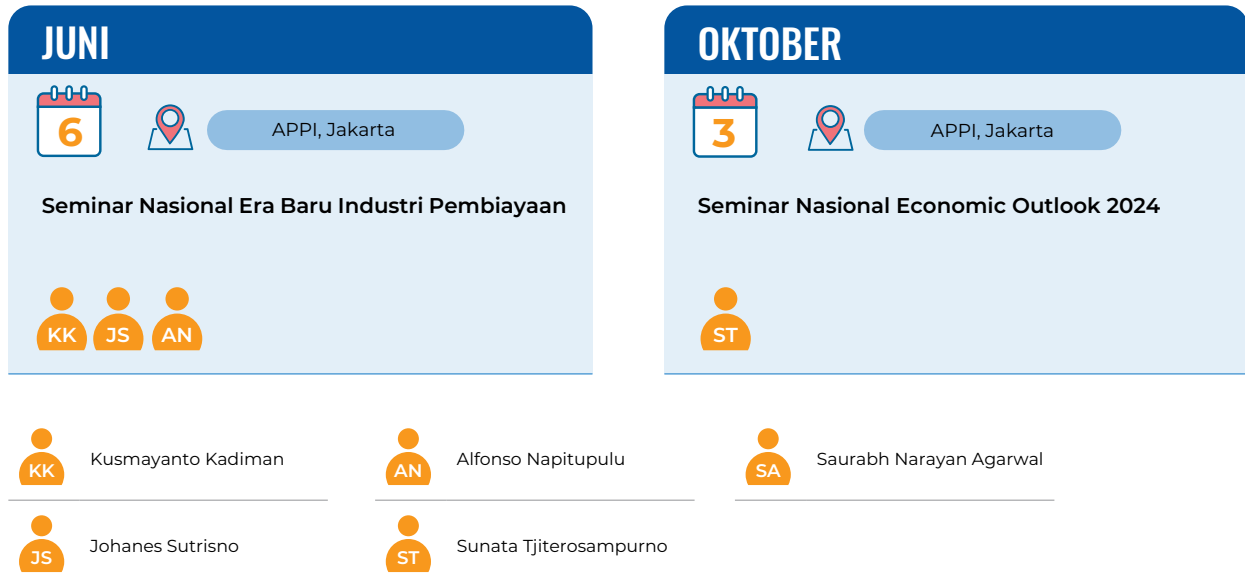 JUNI
6
APPI, Jakarta
Seminar Nasional Era Baru Industri Pembiayaan
KK JS AN
OKTOBER
3
APPI, Jakarta
Seminar Nasional Economic Outlook 2024
ST
KK Kusmayanto Kadiman
AN Alfonso Napitupulu
SA Saurabh Narayan Agarwal
JS Johanes Sutrisno
ST Sunata Tjiterosampurno